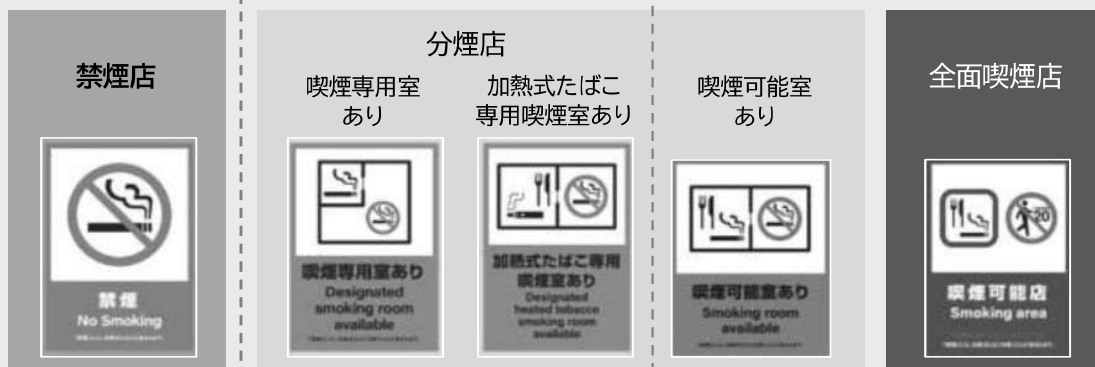 禁煙店
分煙店
喫煙専用室
あり
加熱式たばこ
専用喫煙室あり
喫煙可能室
あり
全面喫煙店
禁煙
No Smoking
喫煙専用室あり
Designated
smoking room
available
加熱式たばこ専用
喫煙室あり
Designated
heated tobacco
smoking room
available
喫煙可能室あり
Smoking room
available
20
喫煙可能店
Smoking area